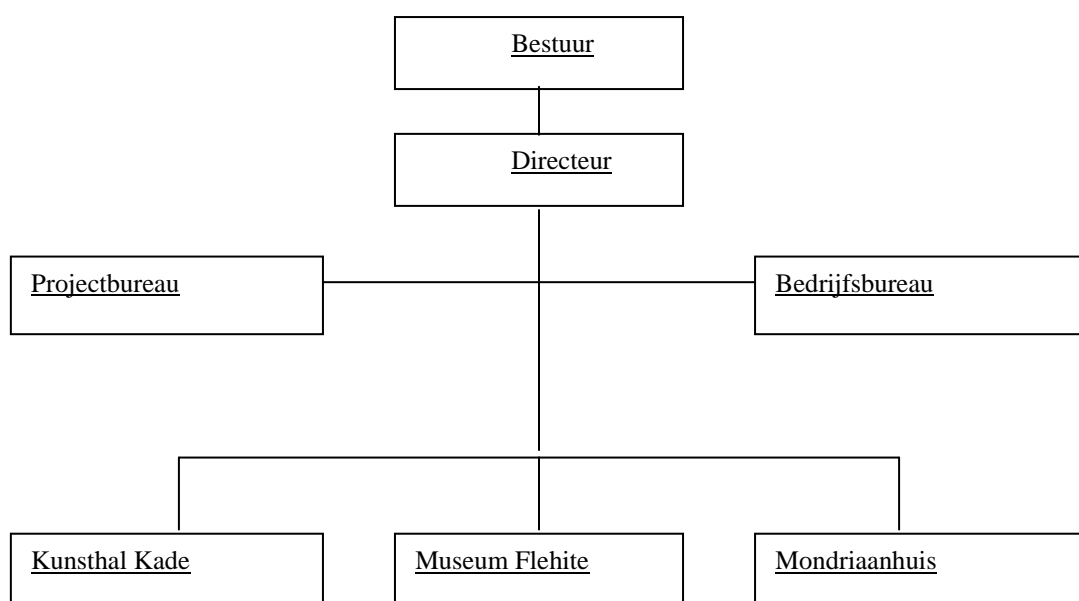 Bestuur
Directeur
Projectbureau
Bedrijfsbureau
Kunsthal Kade
Museum Flehite
Mondriaanhuis